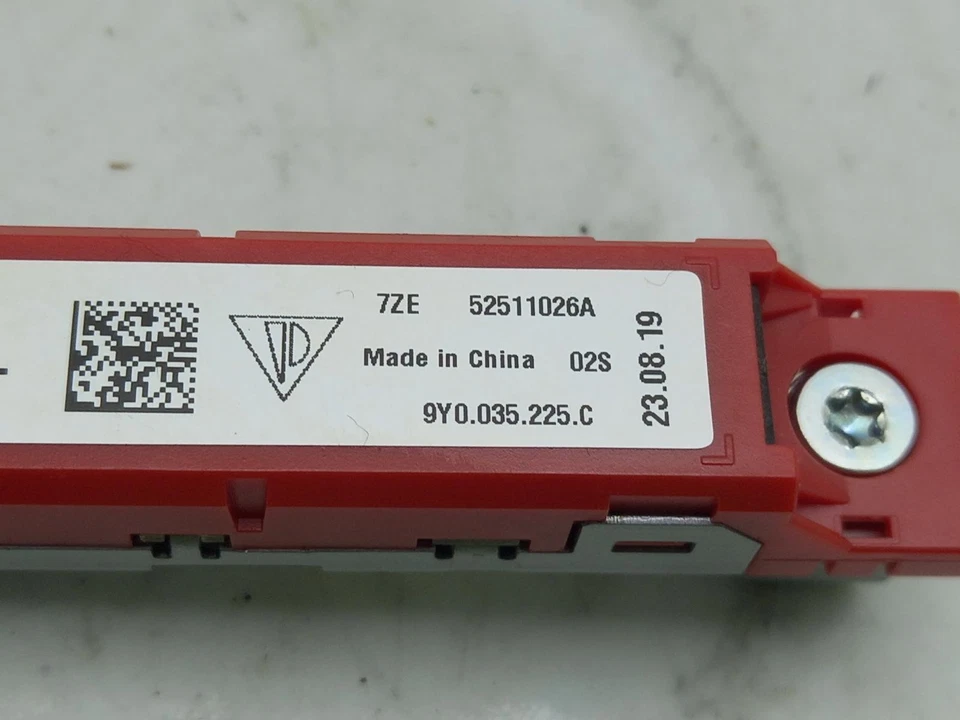 7ZE 52511026A
Made in China 02S
9Y0.035.225.C
23.08.19